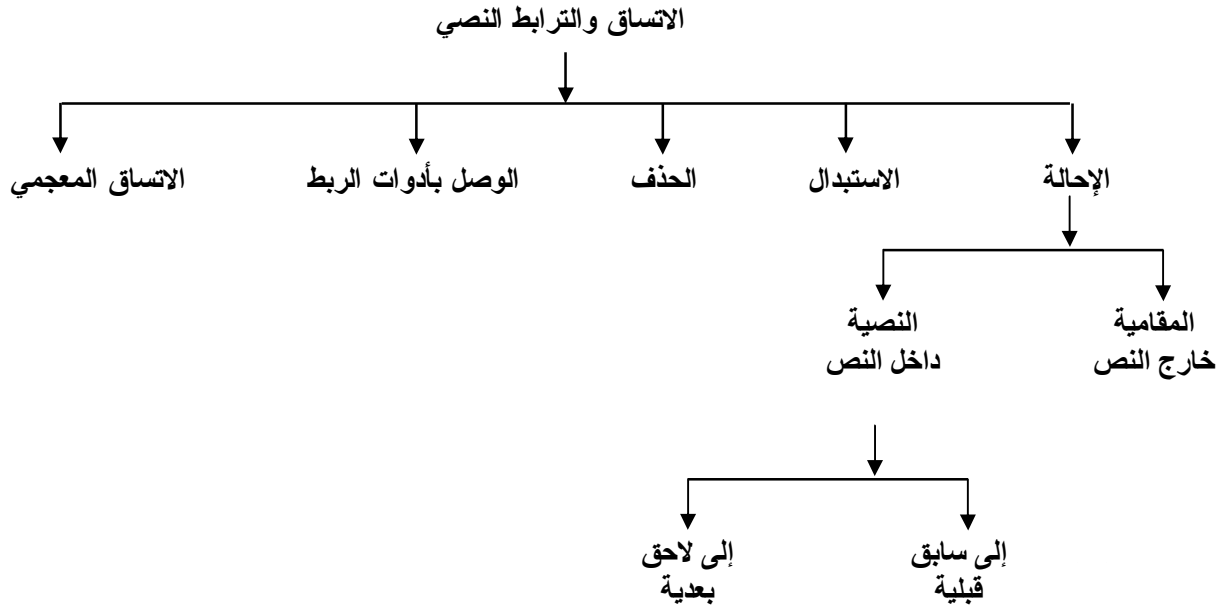 الاتساق والترابط النصي
الإحالة
الاستبدال
الحذف
الوصل بأدوات الربط
الاتساق المعجمي
المقامية
خارج النص
النصية
داخل النص
إلى سابق
قبلية
إلى لاحق
بعدية